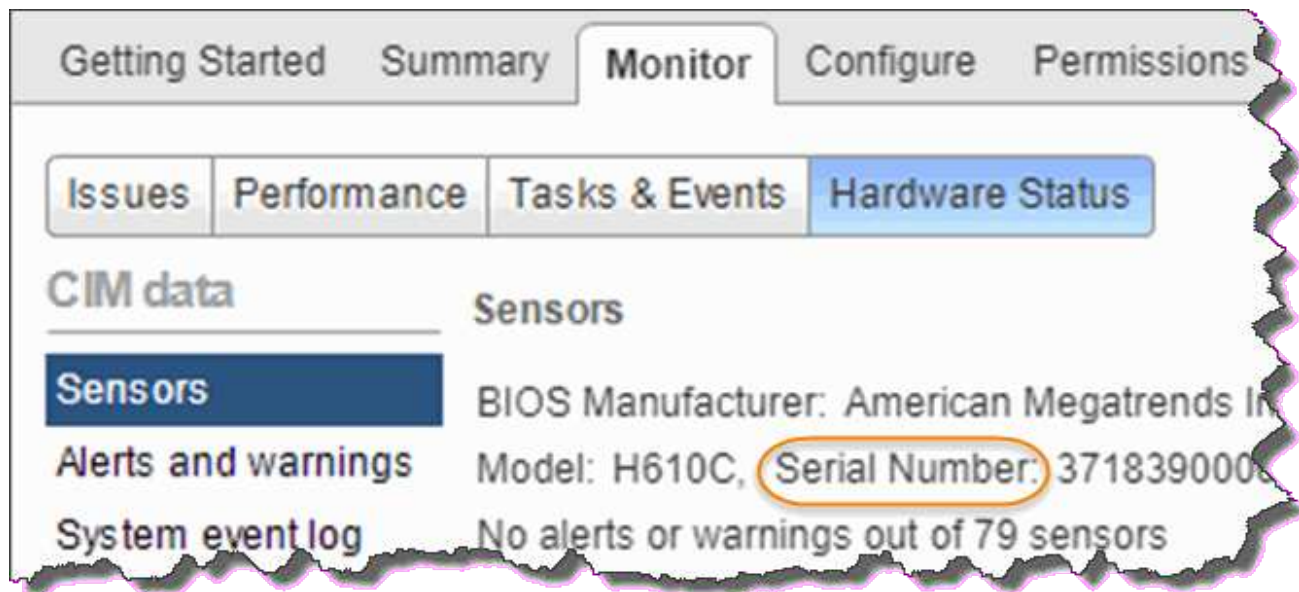 Getting Started Summary Monitor Configure Permissions
Issues Performance Tasks & Events Hardware Status
CIM data
Sensors
Sensors
BIOS Manufacturer: American Megatrends
Alerts and warnings
Model: H610C, Serial Number: 371839000
System event log
No alerts or warnings out of 79 sensors